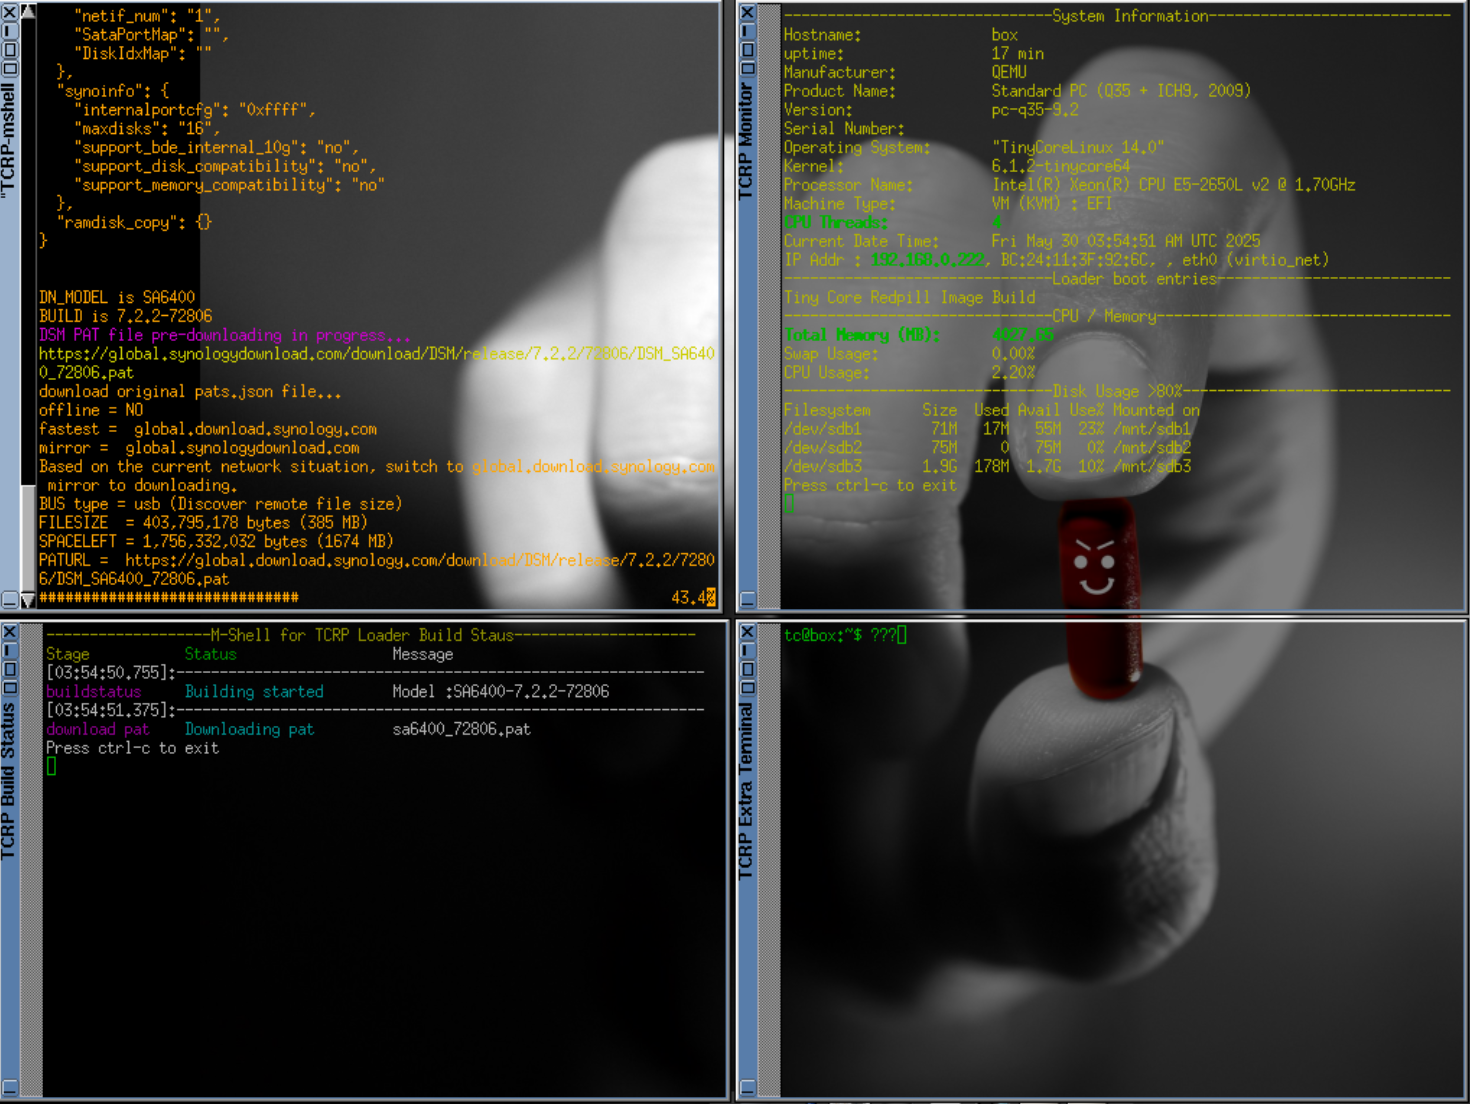 "TCRP-mshell
    "netif_num": "1",
    "SataPortMap": "",
    "DiskIdxMap": ""
  },
  "synoinfo": {
    "internalportcfg": "0xffff",
    "maxdisks": "16",
    "support_bde_internal_10g": "no",
    "support_disk_compatibility": "no",
    "support_memory_compatibility": "no"
  },
  "ramdisk_copy": {}
}
DN_MODEL is SA6400
BUILD is 7.2.2-72806
DSM PAT file pre-downloading in progress...
https://global.synologydownload.com/download/DSM/release/7.2.2/72806/DSM_SA640
0_72806.pat
download original pats.json file...
offline = NO
fastest =  global.download.synology.com
mirror =  global.synologydownload.com
Based on the current network situation, switch to global.download.synology.com
 mirror to downloading.
BUS type = usb (Discover remote file size)
FILESIZE  = 403,795,178 bytes (385 MB)
SPACELEFT = 1,756,332,032 bytes (1674 MB)
PATURL =  https://global.download.synology.com/download/DSM/release/7.2.2/7280
6/DSM_SA6400_72806.pat
############################## 43.4%
TCRP Monitor
-------------------------------System Information----------------------------
Hostname: box
uptime: 17 min
Manufacturer: QEMU
Product Name: Standard PC (Q35 + ICH9, 2009)
Version: pc-q35-9.2
Serial Number:
Operating System: "TinyCoreLinux 14.0"
Kernel: 6.1.2-tinycore64
Processor Name: Intel(R) Xeon(R) CPU E5-2650L v2 @ 1.70GHz
Machine Type: VM (KVM) : EFI
CPU Threads: 4
Current Date Time: Fri May 30 03:54:51 AM UTC 2025
IP Addr : 192.168.0.222, BC:24:11:3F:92:6C, , eth0 (virtio_net)
-------------------------------Loader boot entries---------------------------
Tiny Core Redpill Image Build
-------------------------------CPU / Memory----------------------------------
Total Memory (MB): 4027.65
Swap Usage: 0.00%
CPU Usage: 2.20%
-------------------------------Disk Usage >80%-------------------------------
Filesystem      Size  Used Avail Use% Mounted on
/dev/sdb1        71M   17M   55M  23% /mnt/sdb1
/dev/sdb2        75M     0   75M   0% /mnt/sdb2
/dev/sdb3       1.9G  178M  1.7G  10% /mnt/sdb3
Press ctrl-c to exit
TCRP Build Status
-------------------M-Shell for TCRP Loader Build Staus---------------------
Stage Status Message
[03:54:50.755]:-------------------------------------------------------------
buildstatus Building started Model :SA6400-7.2.2-72806
[03:54:51.375]:-------------------------------------------------------------
download pat Downloading pat sa6400_72806.pat
Press ctrl-c to exit
TCRP Extra Terminal
tc@box:~$ ???